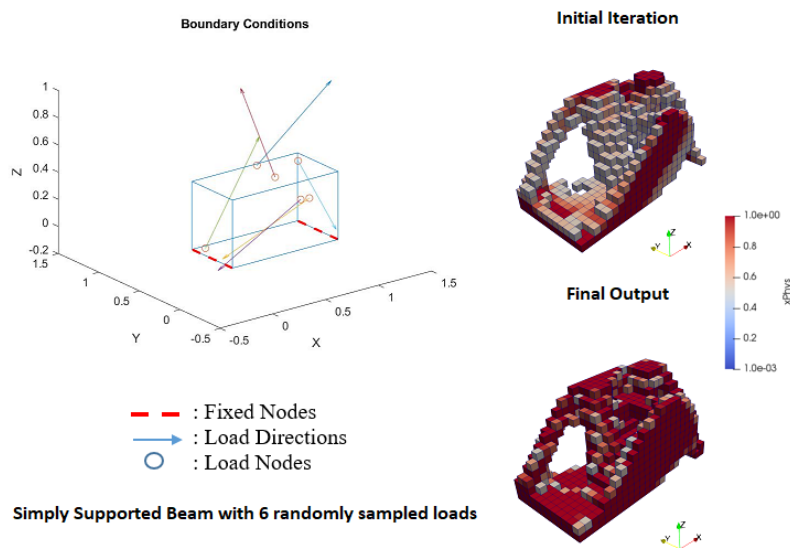 Boundary Conditions
1
0.8
0.6
0.4
0.2
0
-0.2
Z
1.5
1
0.5
0
-0.5
Y
-0.5
0
0.5
1
1.5
X
: Fixed Nodes
: Load Directions
: Load Nodes
Simply Supported Beam with 6 randomly sampled loads
Initial Iteration
Z
Y
X
1.0e+00
0.8
0.6
0.4
0.2
1.0e-03
xPhys
Final Output
Z
Y
X